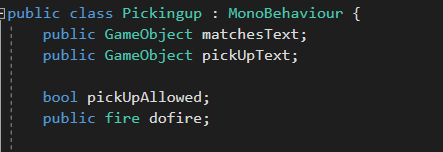 public class Pickingup : MonoBehaviour {
public GameObject matchesText;
public GameObject pickUpText;
bool pickUpAllowed;
public fire dofire;